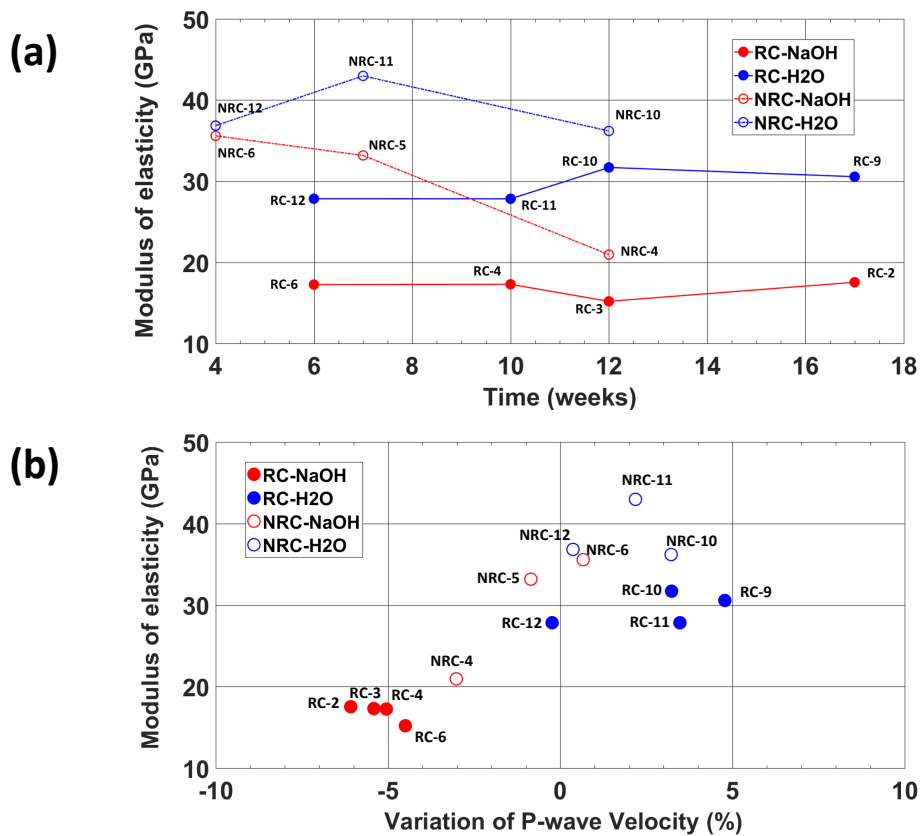 (a)
Modulus of elasticity (GPa)
50
40
30
20
10
NRC-12
NRC-11
NRC-10
NRC-6
NRC-5
RC-10
RC-9
RC-12
RC-11
NRC-4
RC-6
RC-4
RC-3
RC-2
RC-NaOH
RC-H2O
NRC-NaOH
NRC-H2O
4 6 8 10 12 14 16 18
Time (weeks)
(b)
Modulus of elasticity (GPa)
50
40
30
20
10
RC-NaOH
RC-H2O
NRC-NaOH
NRC-H2O
NRC-11
NRC-12
NRC-6
NRC-10
NRC-5
RC-10
RC-9
RC-12
RC-11
NRC-4
RC-2
RC-3
RC-4
RC-6
-10 -5 0 5 10
Variation of P-wave Velocity (%)